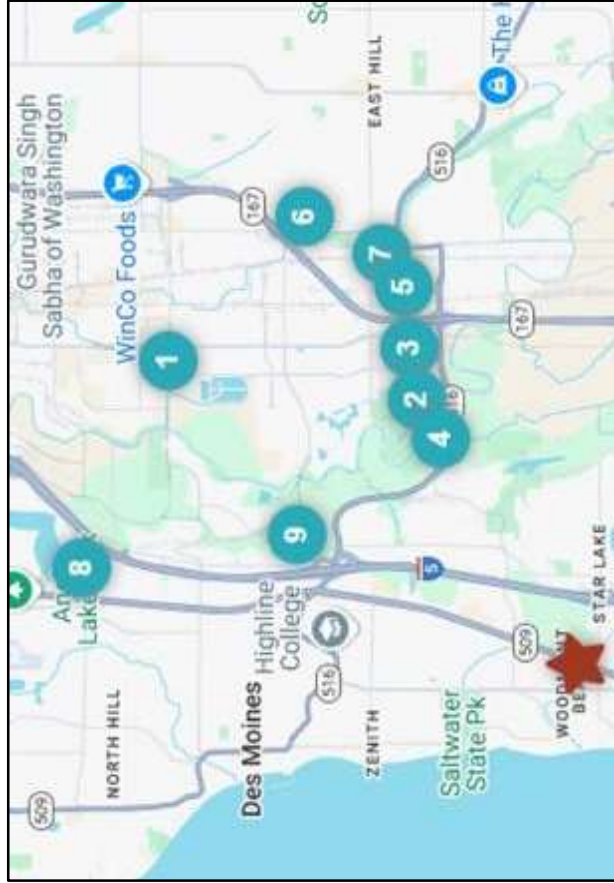 Gurudwara Singh
Sabha of Washington
509
Lake
8
NORTH HILL
WinCo Foods
1
Des Moines
167
Highline
College
9
6
516
ZENITH
EAST HILL
7
5
3
2
5
4
516
Saltwater
State Pk
The
509
167
STAR LAKE